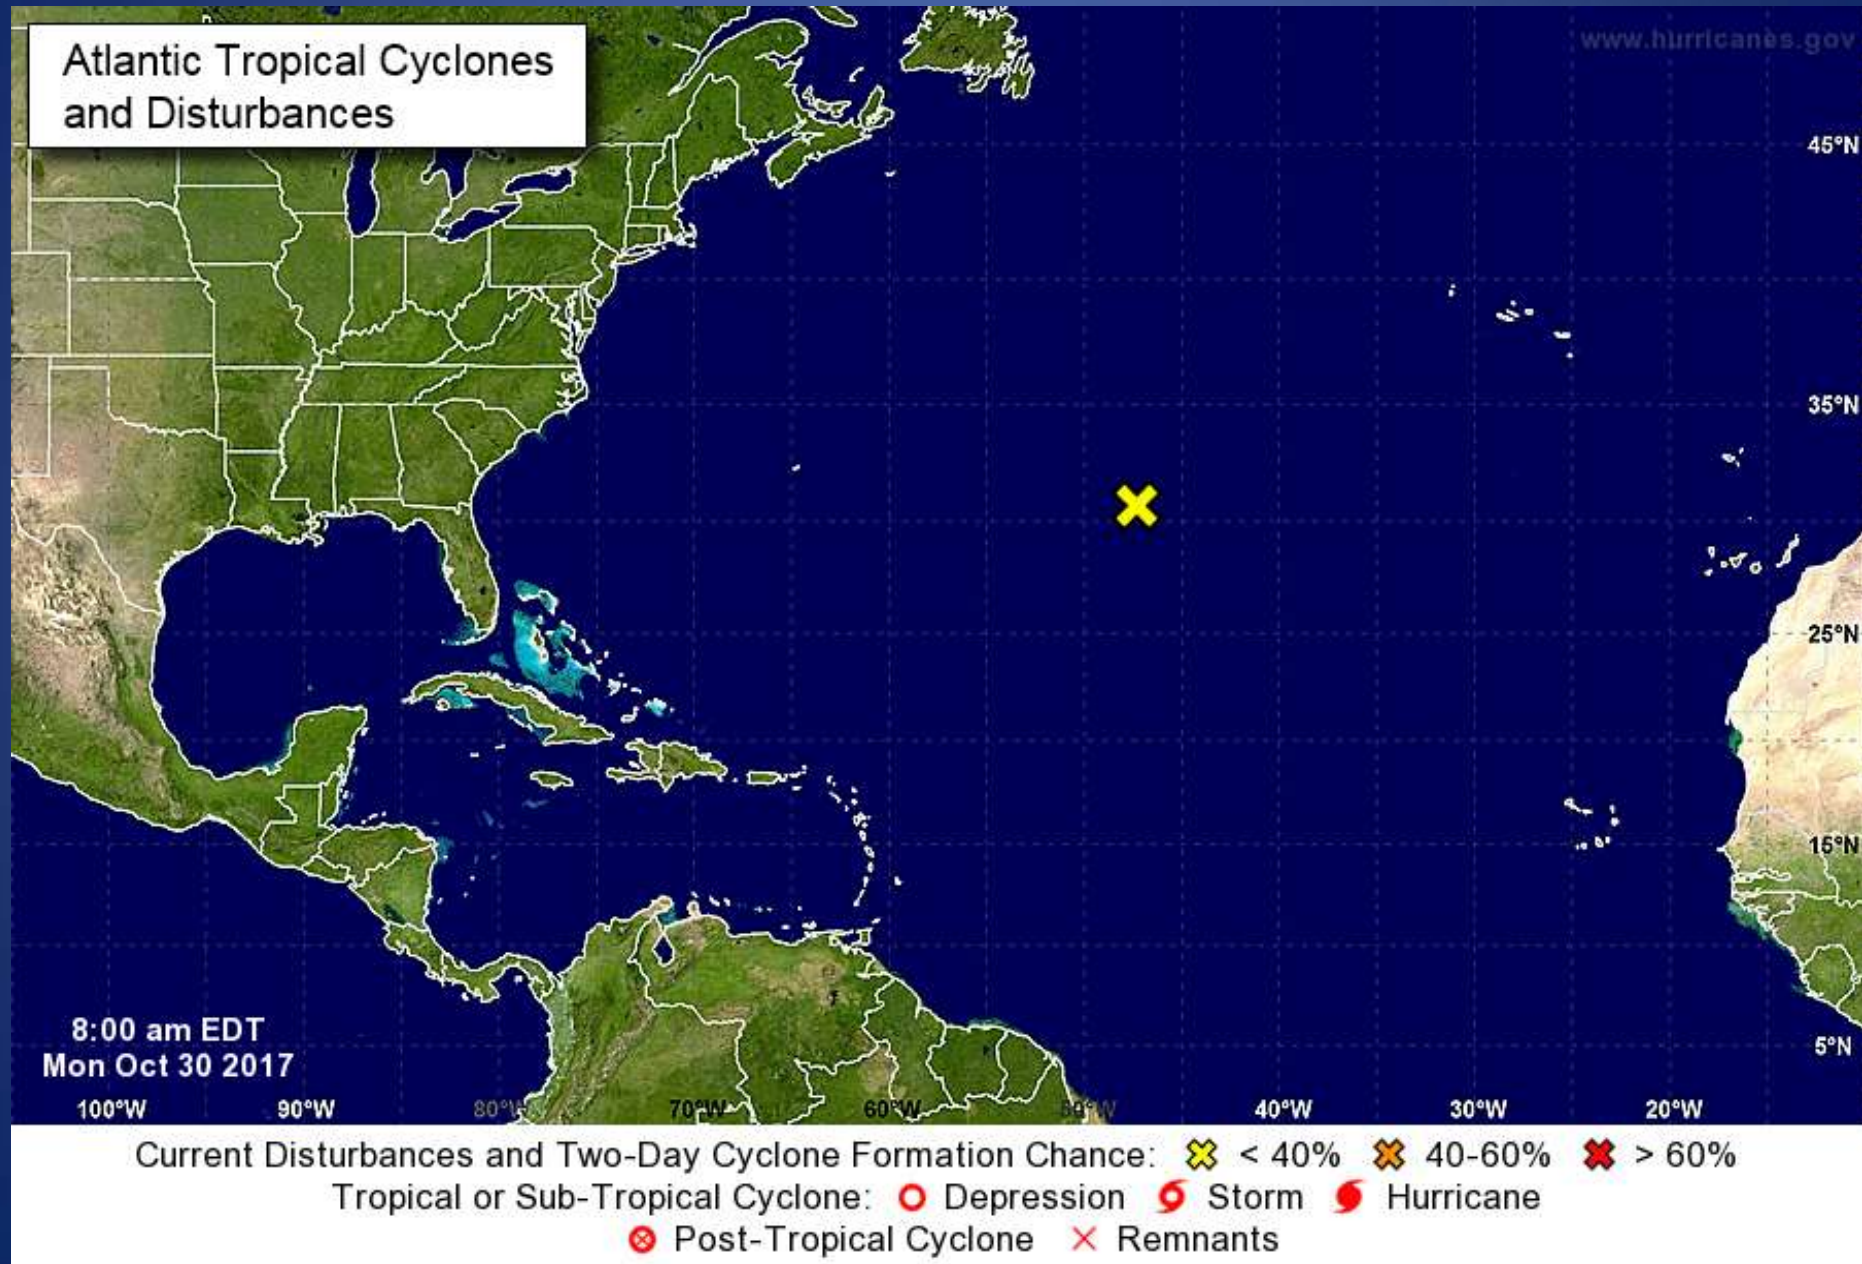 Atlantic Tropical Cyclones
and Disturbances
www.hurricanes.gov
45°N
35°N
25°N
15°N
5°N
8:00 am EDT
Mon Oct 30 2017
100°W 90°W 80°W 70°W 60°W 50°W 40°W 30°W 20°W
Current Disturbances and Two-Day Cyclone Formation Chance: < 40% 40-60% > 60%
Tropical or Sub-Tropical Cyclone: Depression Storm Hurricane
Post-Tropical Cyclone Remnants